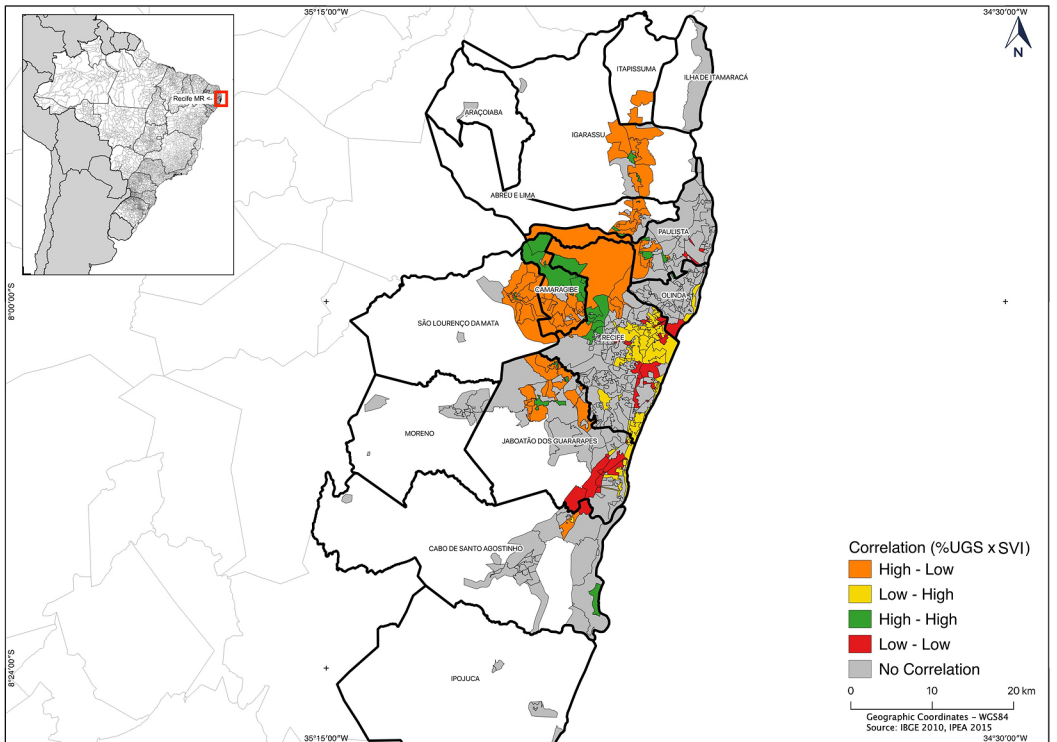 35°15'00"W
34°30'00"W
N
Recife MR <-
ITAPISSUMA
ILHA DE ITAMARACÁ
ARAÇOIABA
IGARASSU
ABREU E LIMA
PAULISTA
8°00'00"S
CAMARAGIBE
OLINDA
SÃO LOURENÇO DA MATA
RECIFE
MORENO
JABOATÃO DOS GUARARAPES
CABO DE SANTO AGOSTINHO
Correlation (%UGS x SVI)
High - Low
Low - High
High - High
Low - Low
No Correlation
8°24'00"S
IPOJUCA
0 10 20 km
Geographic Coordinates - WGS84
Source: IBGE 2010, IPEA 2015
35°15'00"W
34°30'00"W